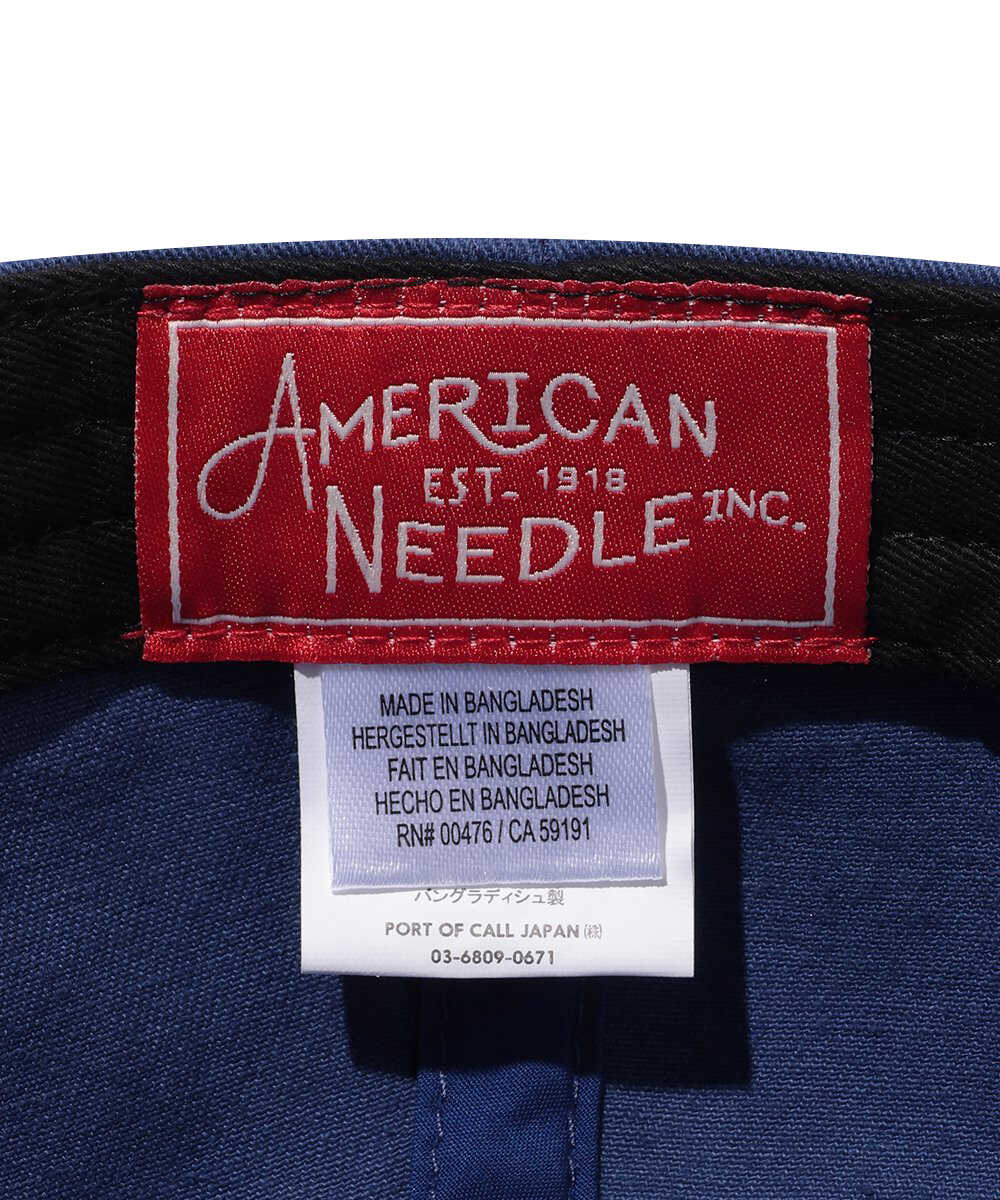 AMERICAN
EST. 1918
NEEDLE INC.
MADE IN BANGLADESH
HERGESTELLT IN BANGLADESH
FAIT EN BANGLADESH
HECHO EN BANGLADESH
RN# 00476 / CA 59191
バングラディシュ製
PORT OF CALL JAPAN ㈱
03-6809-0671